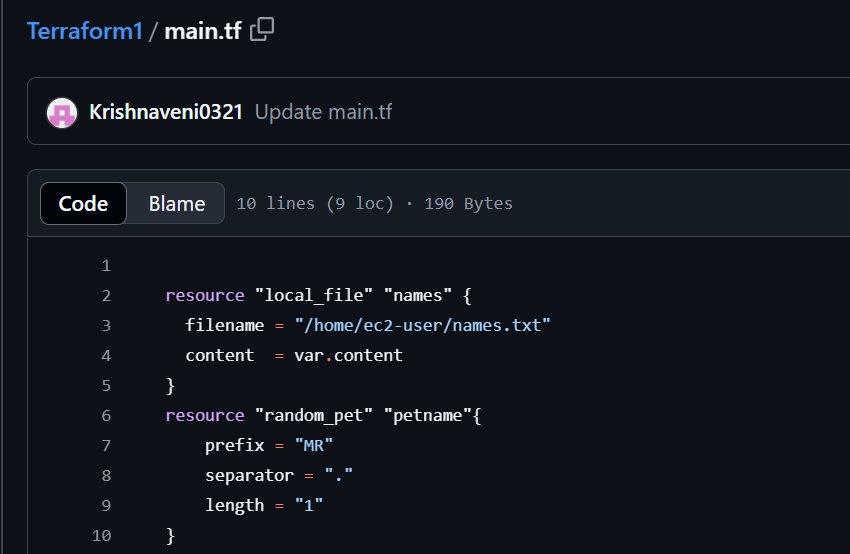 Terraform1 / main.tf
Krishnaveni0321 Update main.tf
Code Blame 10 lines (9 loc) · 190 Bytes
1
2 resource "local_file" "names" {
3 filename = "/home/ec2-user/names.txt"
4 content  = var.content
5 }
6 resource "random_pet" "petname"{
7 prefix = "MR"
8 separator = "."
9 length = "1"
10 }